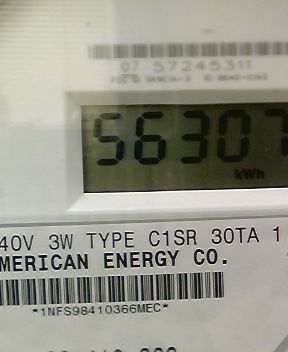 07 57245311
56307
kWh
40V 3W TYPE C1SR 30TA 1
MERICAN ENERGY CO.
*1NFS98410366MEC*